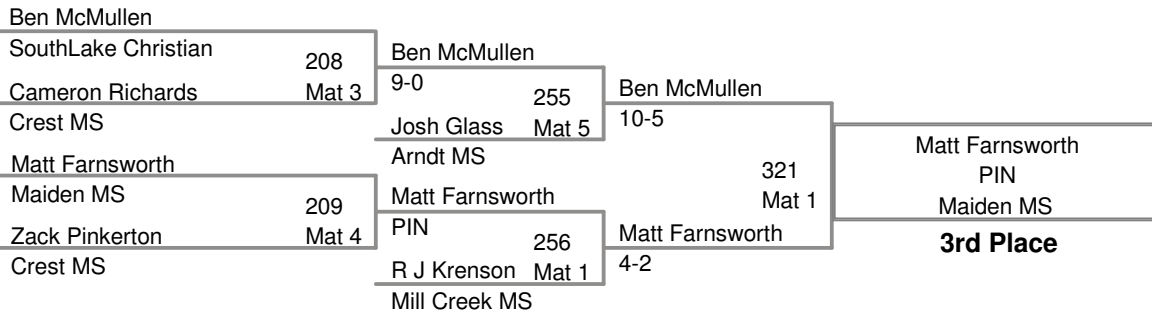 Ben McMullen
SouthLake Christian
208
Cameron Richards
Mat 3
Crest MS
Matt Farnsworth
Maiden MS
209
Zack Pinkerton
Mat 4
Crest MS
Ben McMullen
9-0
255
Josh Glass
Mat 5
Arndt MS
Matt Farnsworth
PIN
256
R J Krenson
Mat 1
Mill Creek MS
Ben McMullen
10-5
321
Mat 1
Matt Farnsworth
4-2
Matt Farnsworth
PIN
Maiden MS
3rd Place